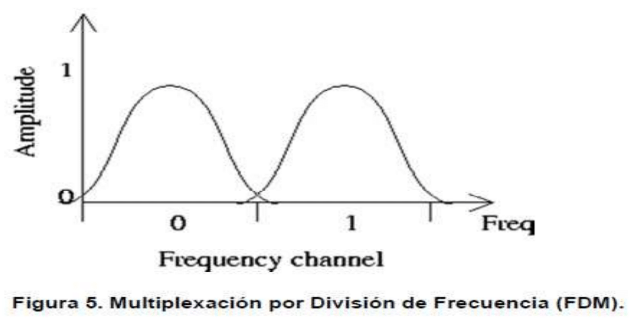 Amplitude
1
0
0
1
Freq
Frequency channel
Figura 5. Multiplexación por División de Frecuencia (FDM).